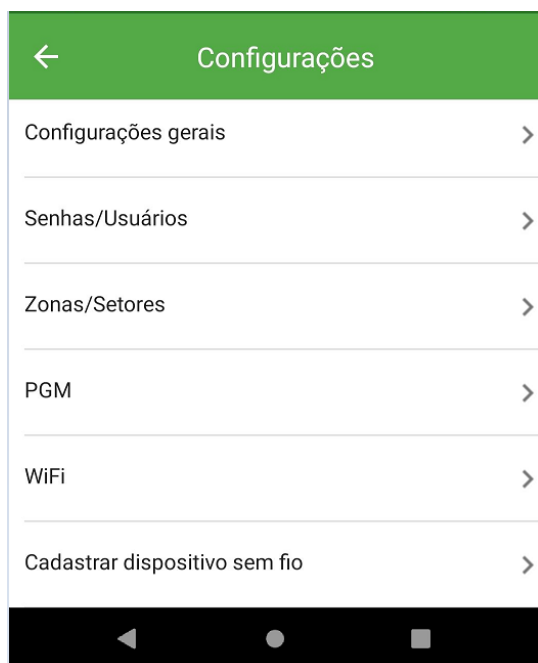 Configurações
Configurações gerais
Senhas/Usuários
Zonas/Setores
PGM
WiFi
Cadastrar dispositivo sem fio